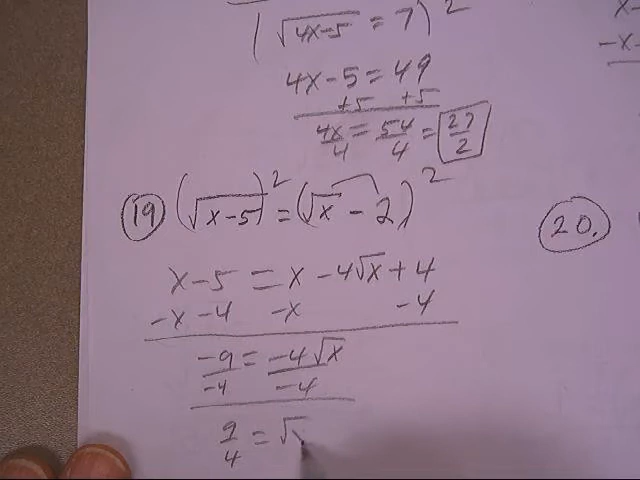 (√(4x-5) = 7)²
4x-5 = 49
+5 +5
4x/4 = 54/4 = 27/2
19 (√(x-5))² = (√x - 2)²
x-5 = x - 4√x + 4
-x -4 -x -4
-9/-4 = -4√x/-4
9/4 = √x
20.
x-
-x-